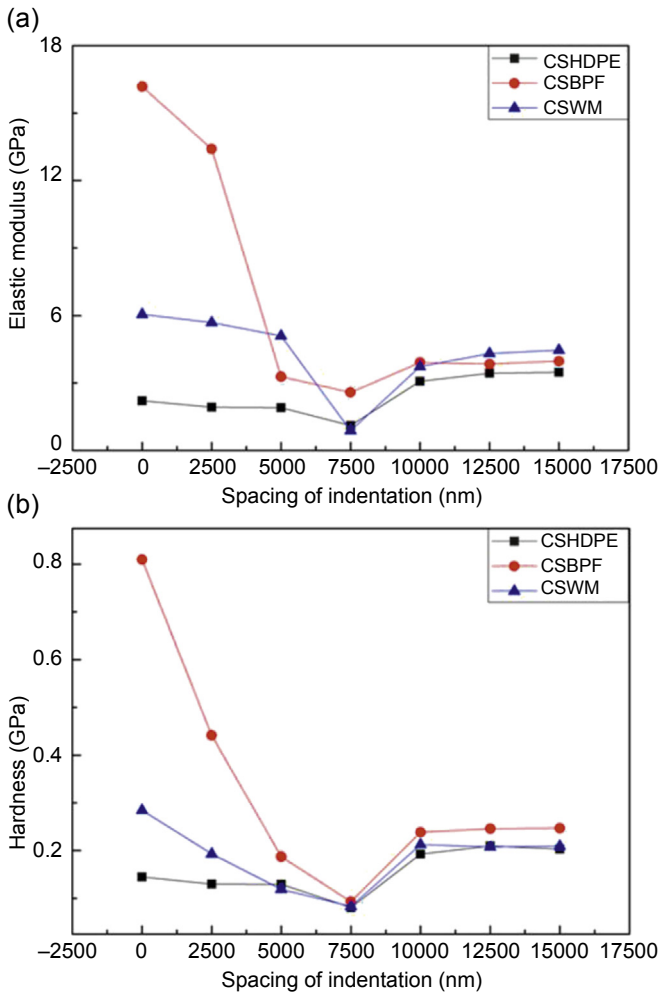 (a)
18
12
6
0
Elastic modulus (GPa)
CSHDPE
CSBPF
CSWM
–2500 0 2500 5000 7500 10000 12500 15000 17500
Spacing of indentation (nm)
(b)
0.8
0.6
0.4
0.2
Hardness (GPa)
CSHDPE
CSBPF
CSWM
–2500 0 2500 5000 7500 10000 12500 15000 17500
Spacing of indentation (nm)